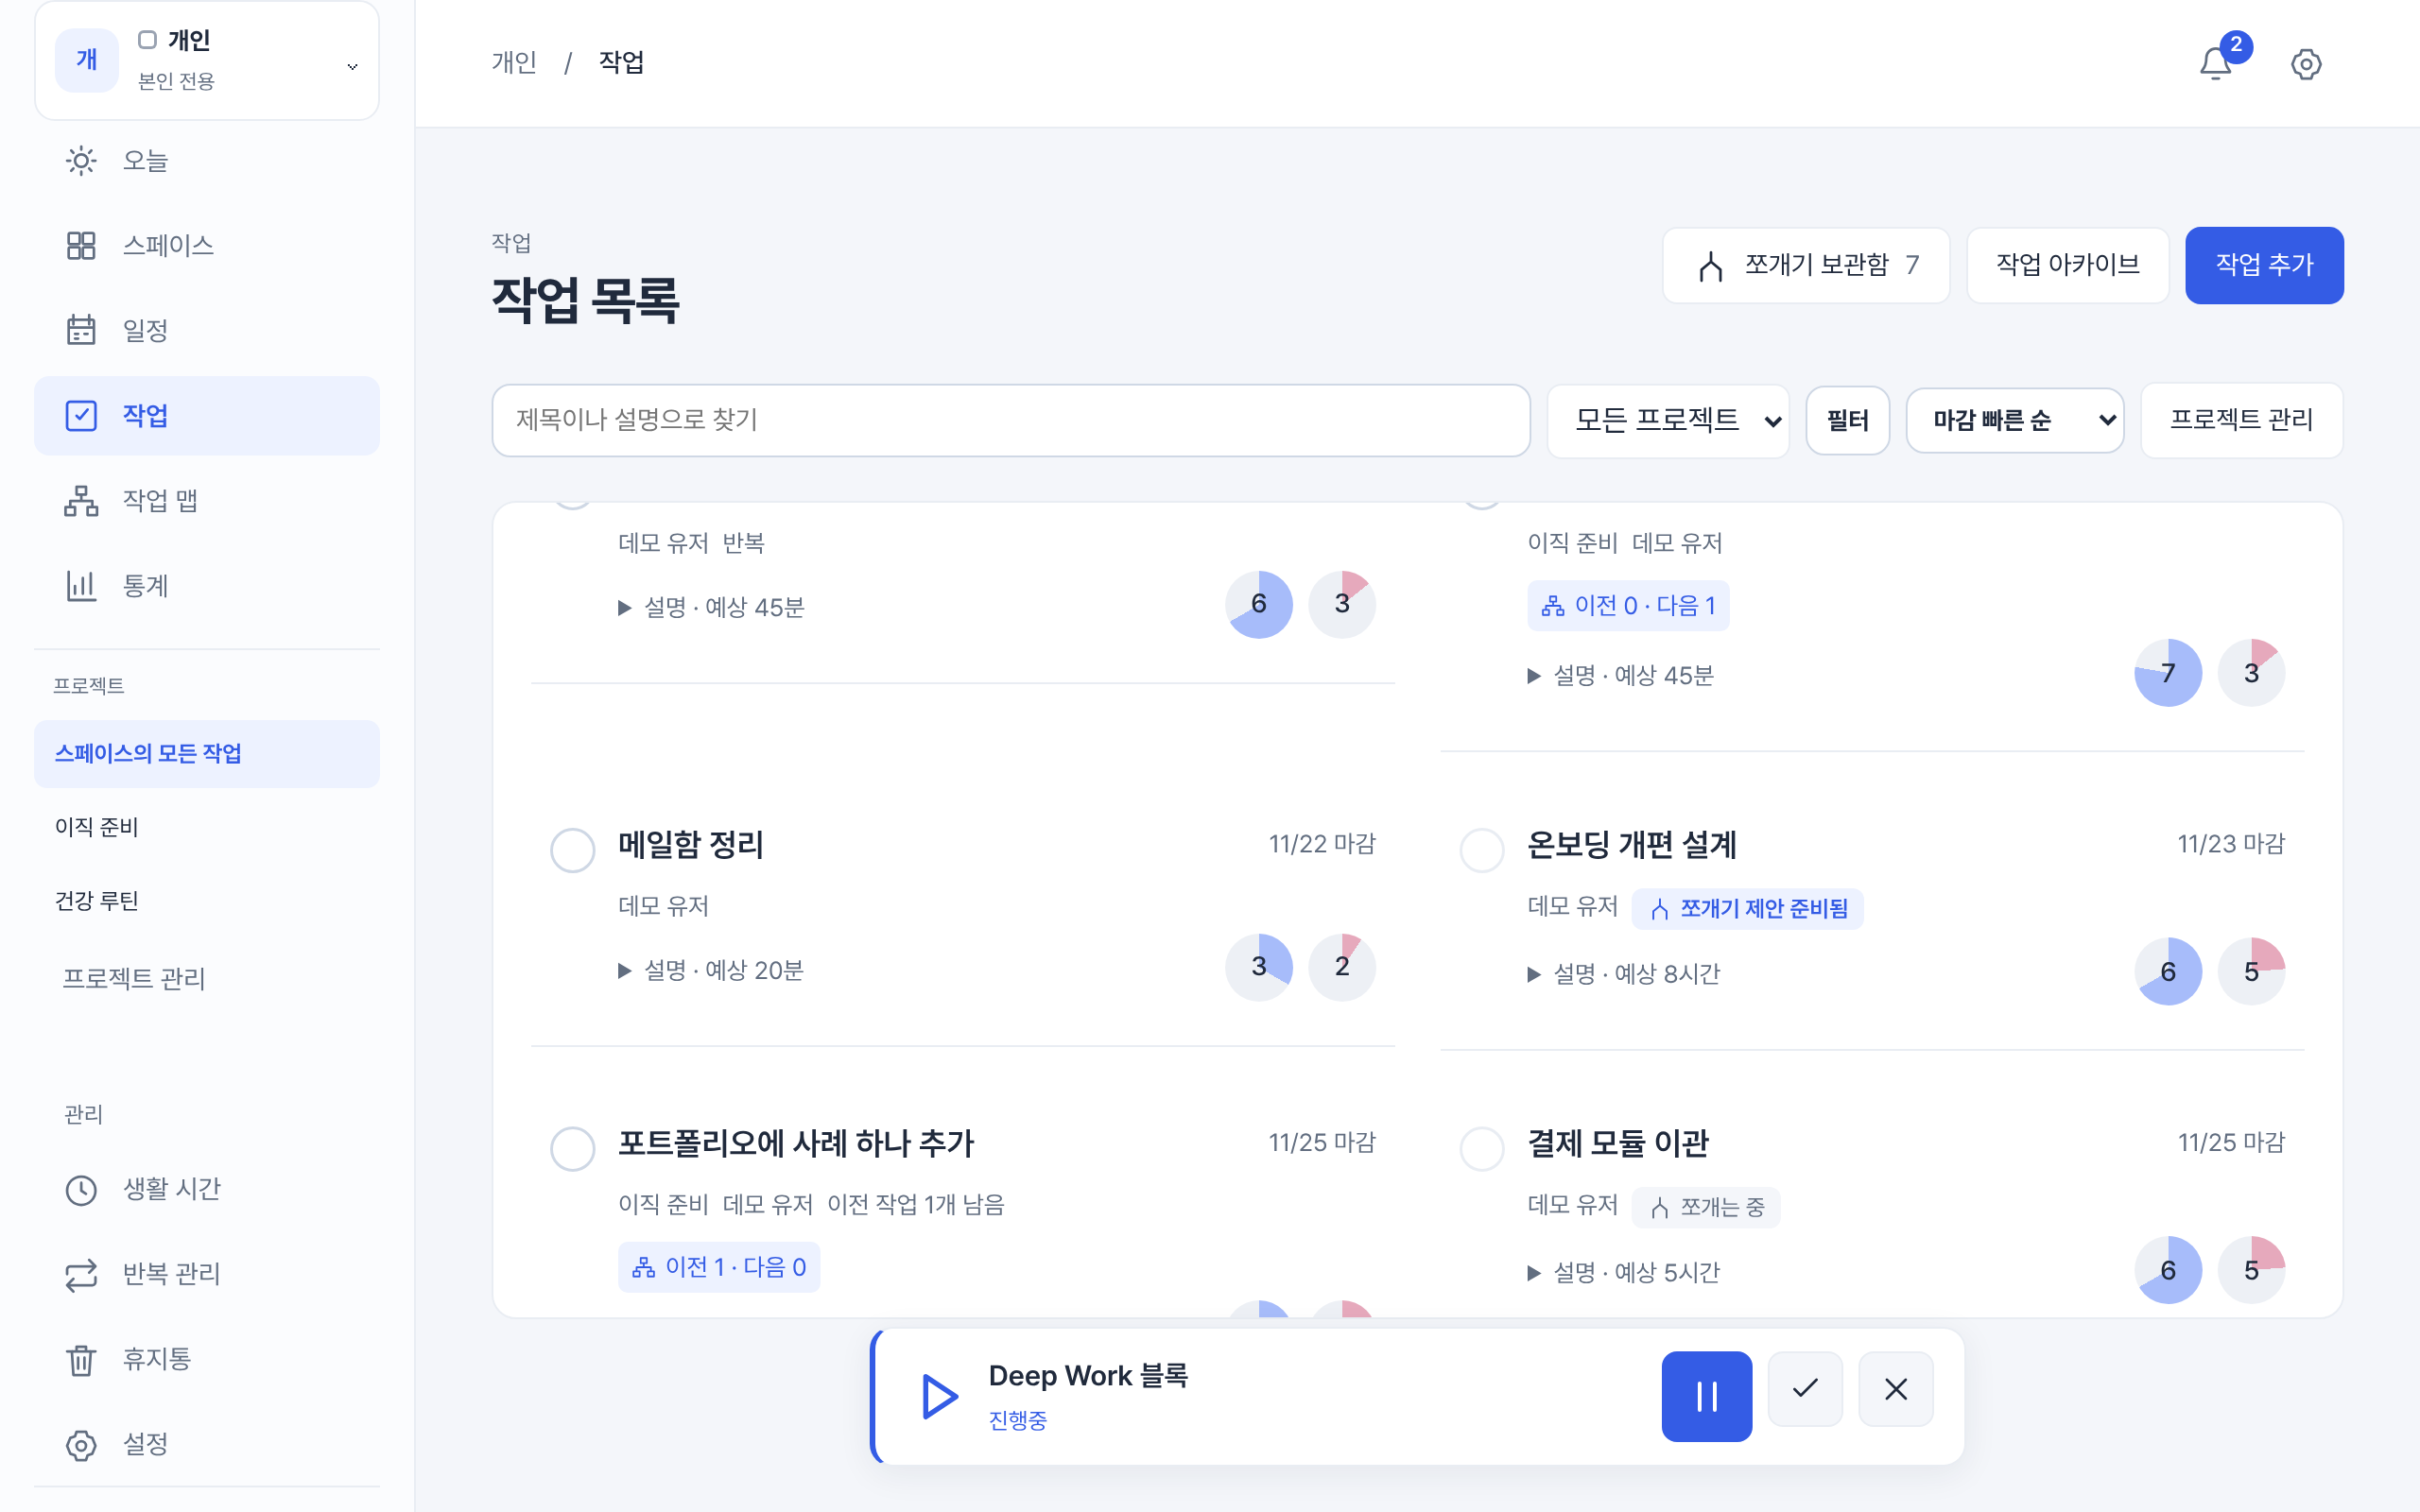 개
개인
본인 전용
오늘
스페이스
일정
작업
작업 맵
통계
프로젝트
스페이스의 모든 작업
이직 준비
건강 루틴
프로젝트 관리
관리
생활 시간
반복 관리
휴지통
설정
개인 / 작업
2
작업
작업 목록
쪼개기 보관함 7
작업 아카이브
작업 추가
제목이나 설명으로 찾기
모든 프로젝트
필터
마감 빠른 순
프로젝트 관리
데모 유저 반복
▶ 설명 · 예상 45분
6 3
이직 준비 데모 유저
이전 0 · 다음 1
▶ 설명 · 예상 45분
7 3
메일함 정리 11/22 마감
데모 유저
▶ 설명 · 예상 20분
3 2
온보딩 개편 설계 11/23 마감
데모 유저 쪼개기 제안 준비됨
▶ 설명 · 예상 8시간
6 5
포트폴리오에 사례 하나 추가 11/25 마감
이직 준비 데모 유저 이전 작업 1개 남음
이전 1 · 다음 0
결제 모듈 이관 11/25 마감
데모 유저 쪼개는 중
▶ 설명 · 예상 5시간
6 5
Deep Work 블록
진행중